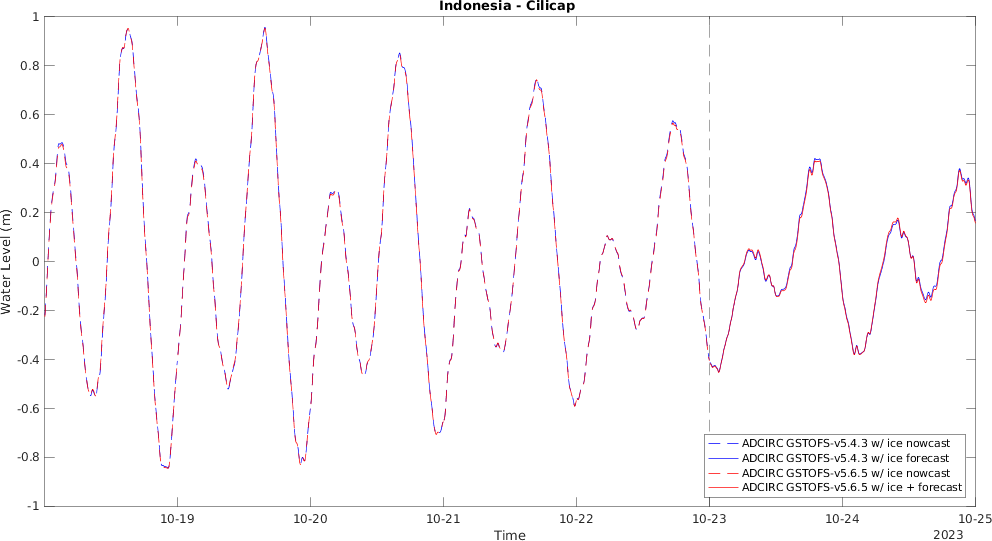 Indonesia - Cilicap
Water Level (m)
1
0.8
0.6
0.4
0.2
0
-0.2
-0.4
-0.6
-0.8
-1
ADCIRC GSTOFS-v5.4.3 w/ ice nowcast
ADCIRC GSTOFS-v5.4.3 w/ ice forecast
ADCIRC GSTOFS-v5.6.5 w/ ice nowcast
ADCIRC GSTOFS-v5.6.5 w/ ice + forecast
10-19 10-20 10-21 10-22 10-23 10-24 10-25
Time
2023